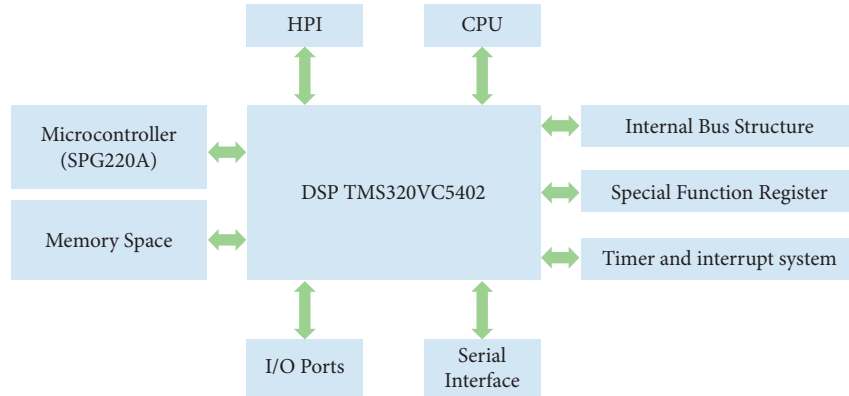 HPI
CPU
Microcontroller
(SPG220A)
Memory Space
DSP TMS320VC5402
Internal Bus Structure
Special Function Register
Timer and interrupt system
I/O Ports
Serial
Interface